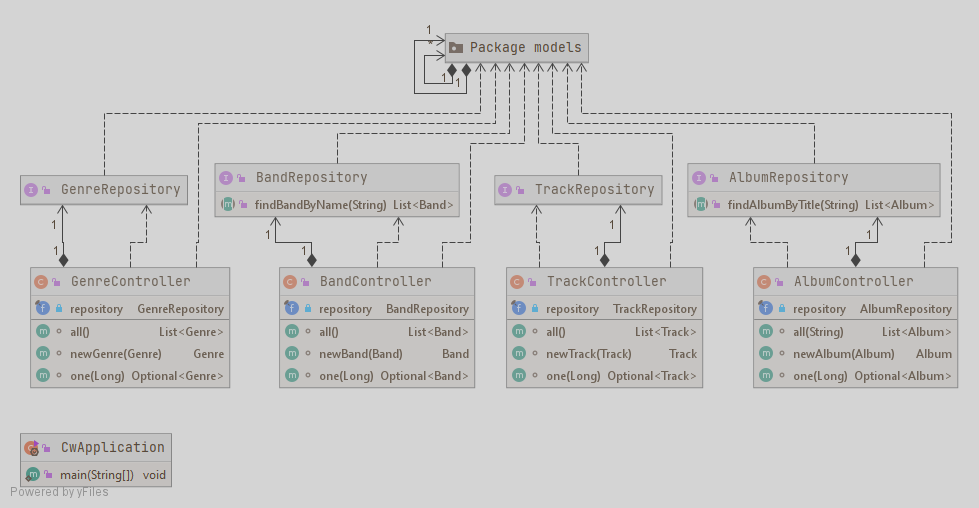 1
*
Package models
1
1
GenreRepository
BandRepository
findBandByName(String) List<Band>
TrackRepository
AlbumRepository
findAlbumByTitle(String) List<Album>
1
1
1
1
1
1
1
1
GenreController
repository GenreRepository
all() List<Genre>
newGenre(Genre) Genre
one(Long) Optional<Genre>
BandController
repository BandRepository
all() List<Band>
newBand(Band) Band
one(Long) Optional<Band>
TrackController
repository TrackRepository
all() List<Track>
newTrack(Track) Track
one(Long) Optional<Track>
AlbumController
repository AlbumRepository
all(String) List<Album>
newAlbum(Album) Album
one(Long) Optional<Album>
CwApplication
main(String[]) void
Powered by yFiles